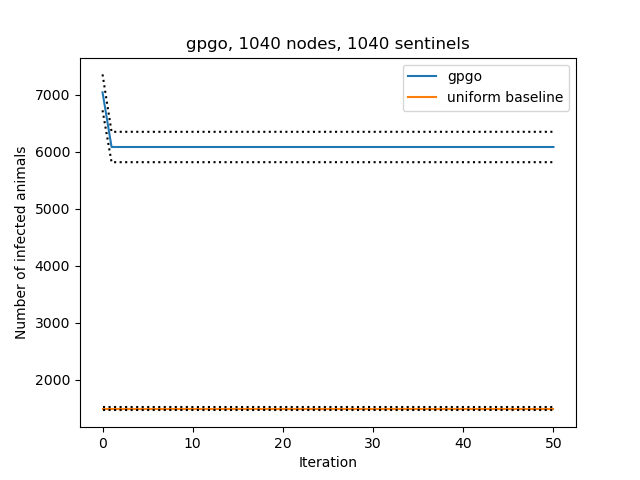 gpgo, 1040 nodes, 1040 sentinels
gpgo
uniform baseline
Number of infected animals
7000
6000
5000
4000
3000
2000
0 10 20 30 40 50
Iteration